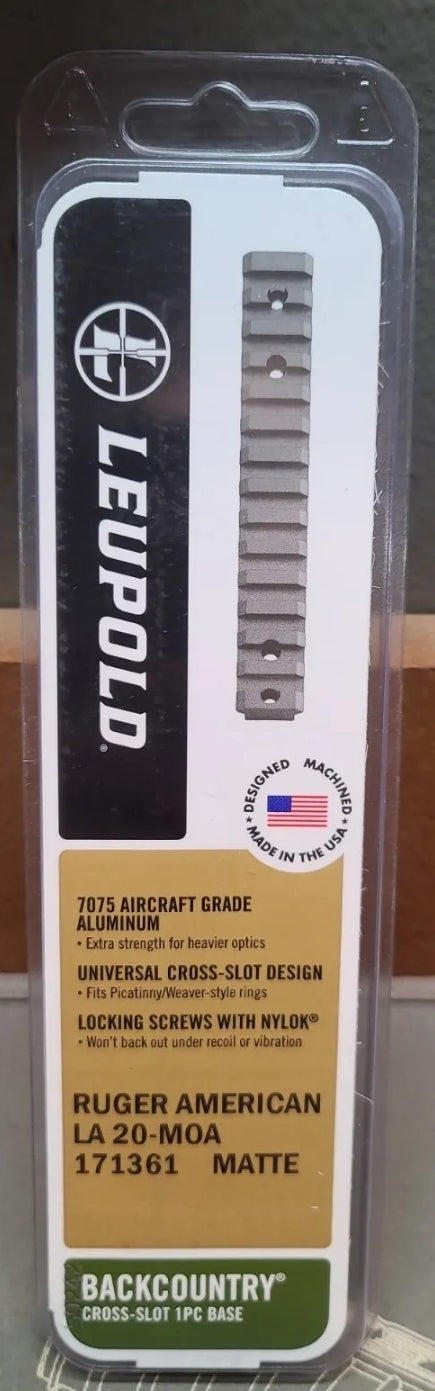 LEUPOLD®
DESIGNED MACHINED
★ MADE IN THE USA ★
7075 AIRCRAFT GRADE
ALUMINUM
• Extra strength for heavier optics
UNIVERSAL CROSS-SLOT DESIGN
• Fits Picatinny/Weaver-style rings
LOCKING SCREWS WITH NYLOK®
• Won't back out under recoil or vibration
RUGER AMERICAN
LA 20-MOA
171361 MATTE
BACKCOUNTRY®
CROSS-SLOT 1PC BASE